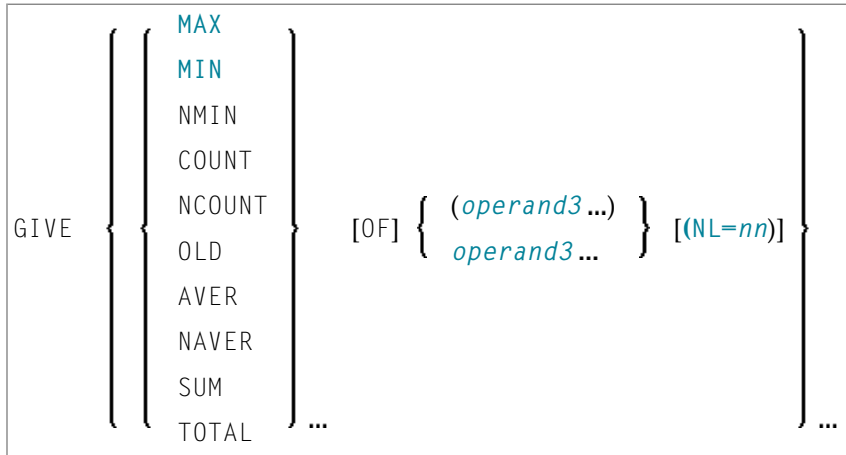 MAX
MIN
NMIN
COUNT
NCOUNT
GIVE [OF] (operand3 ...) [(NL=nn)]
OLD operand3 ...
AVER
NAVER
SUM
TOTAL ... ...